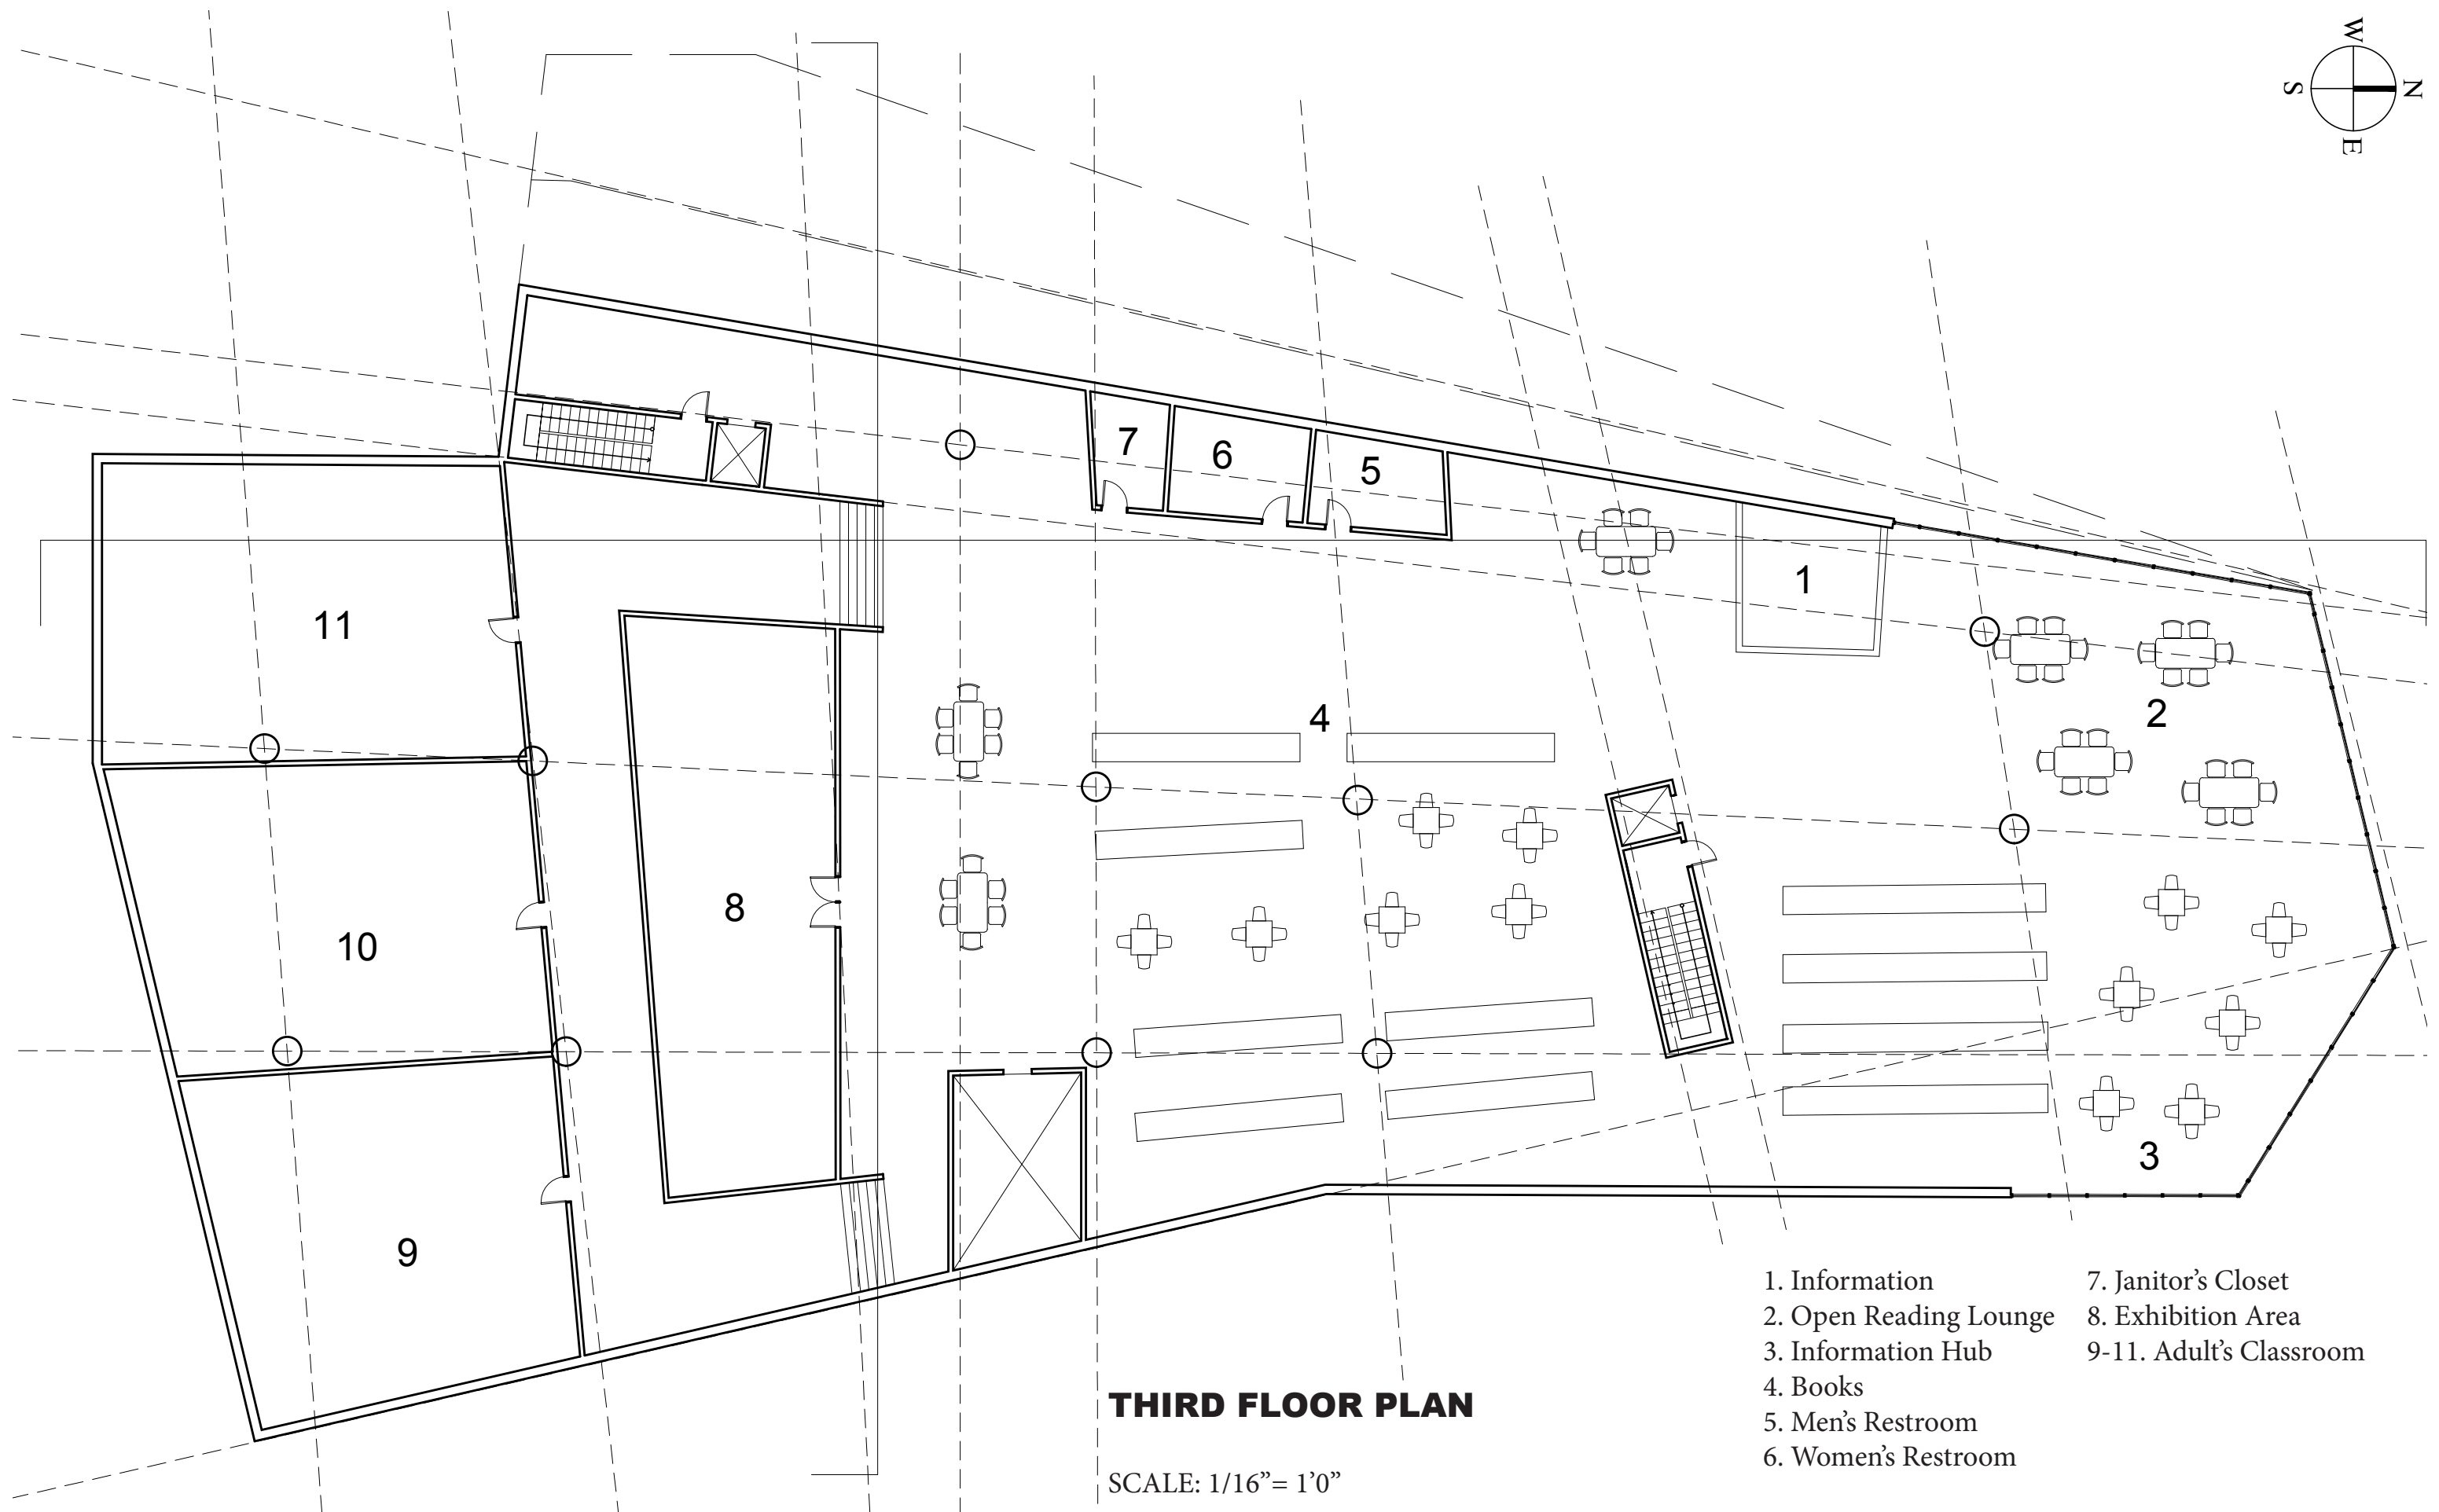 W
N
S
E
7
6
5
1
11
4
2
8
10
3
9
1. Information
2. Open Reading Lounge
3. Information Hub
4. Books
5. Men’s Restroom
6. Women’s Restroom
7. Janitor’s Closet
8. Exhibition Area
9-11. Adult’s Classroom
THIRD FLOOR PLAN
SCALE: 1/16”= 1’0”